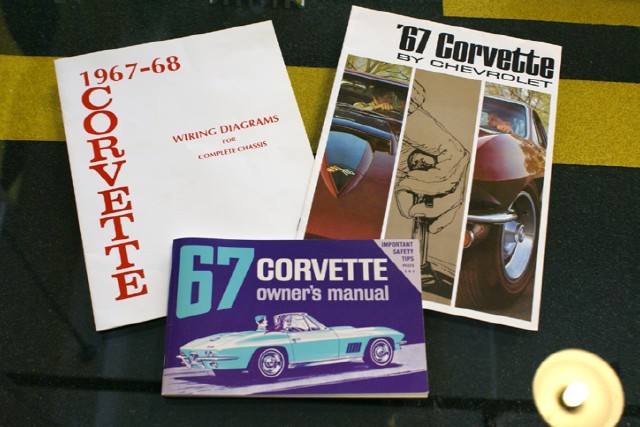 1967-68
CORVETTE
WIRING DIAGRAMS
FOR
COMPLETE CHASSIS
'67 Corvette
BY CHEVROLET
67 CORVETTE
owner's manual
IMPORTANT
SAFETY
TIPS